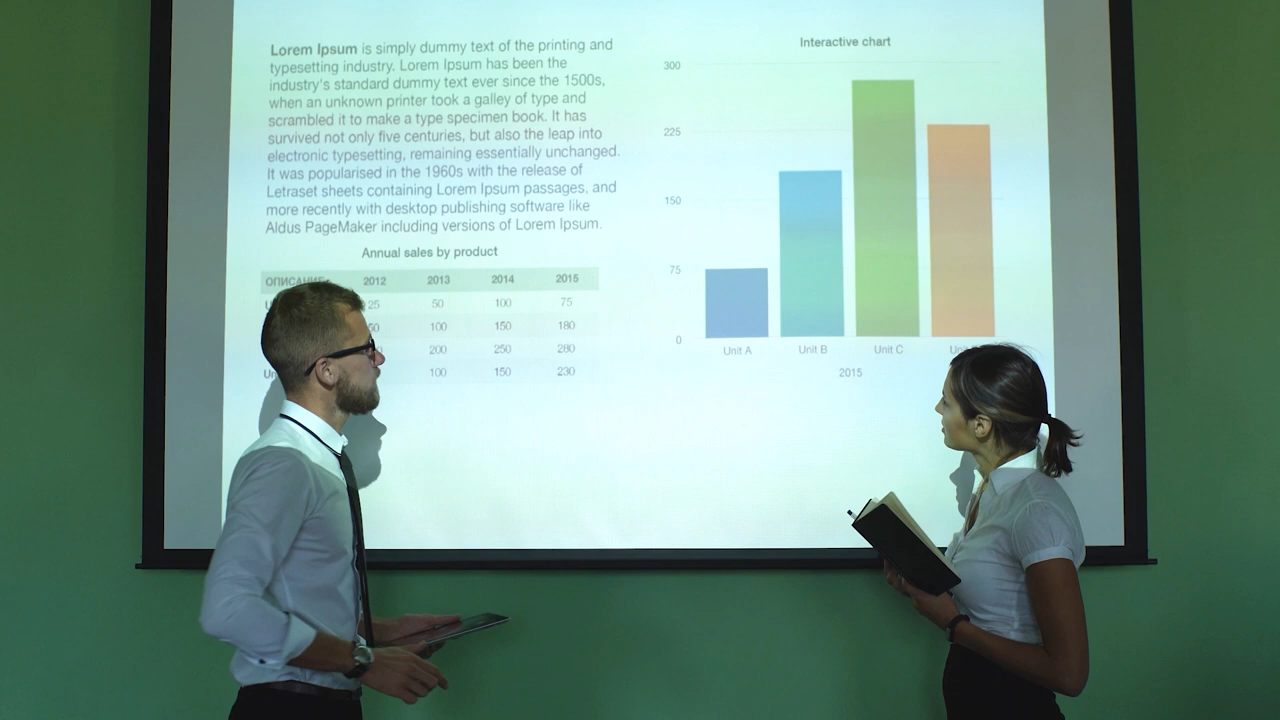 Lorem Ipsum is simply dummy text of the printing and
typesetting industry. Lorem Ipsum has been the
industry's standard dummy text ever since the 1500s,
when an unknown printer took a galley of type and
scrambled it to make a type specimen book. It has
survived not only five centuries, but also the leap into
electronic typesetting, remaining essentially unchanged.
It was popularised in the 1960s with the release of
Letraset sheets containing Lorem Ipsum passages, and
more recently with desktop publishing software like
Aldus PageMaker including versions of Lorem Ipsum.
Annual sales by product
ОПИСАНИЕ 2012 2013 2014 2015
25 50 100 75
100 150 180
200 250 280
100 150 230
Interactive chart
300
225
150
75
0
Unit A Unit B Unit C
2015